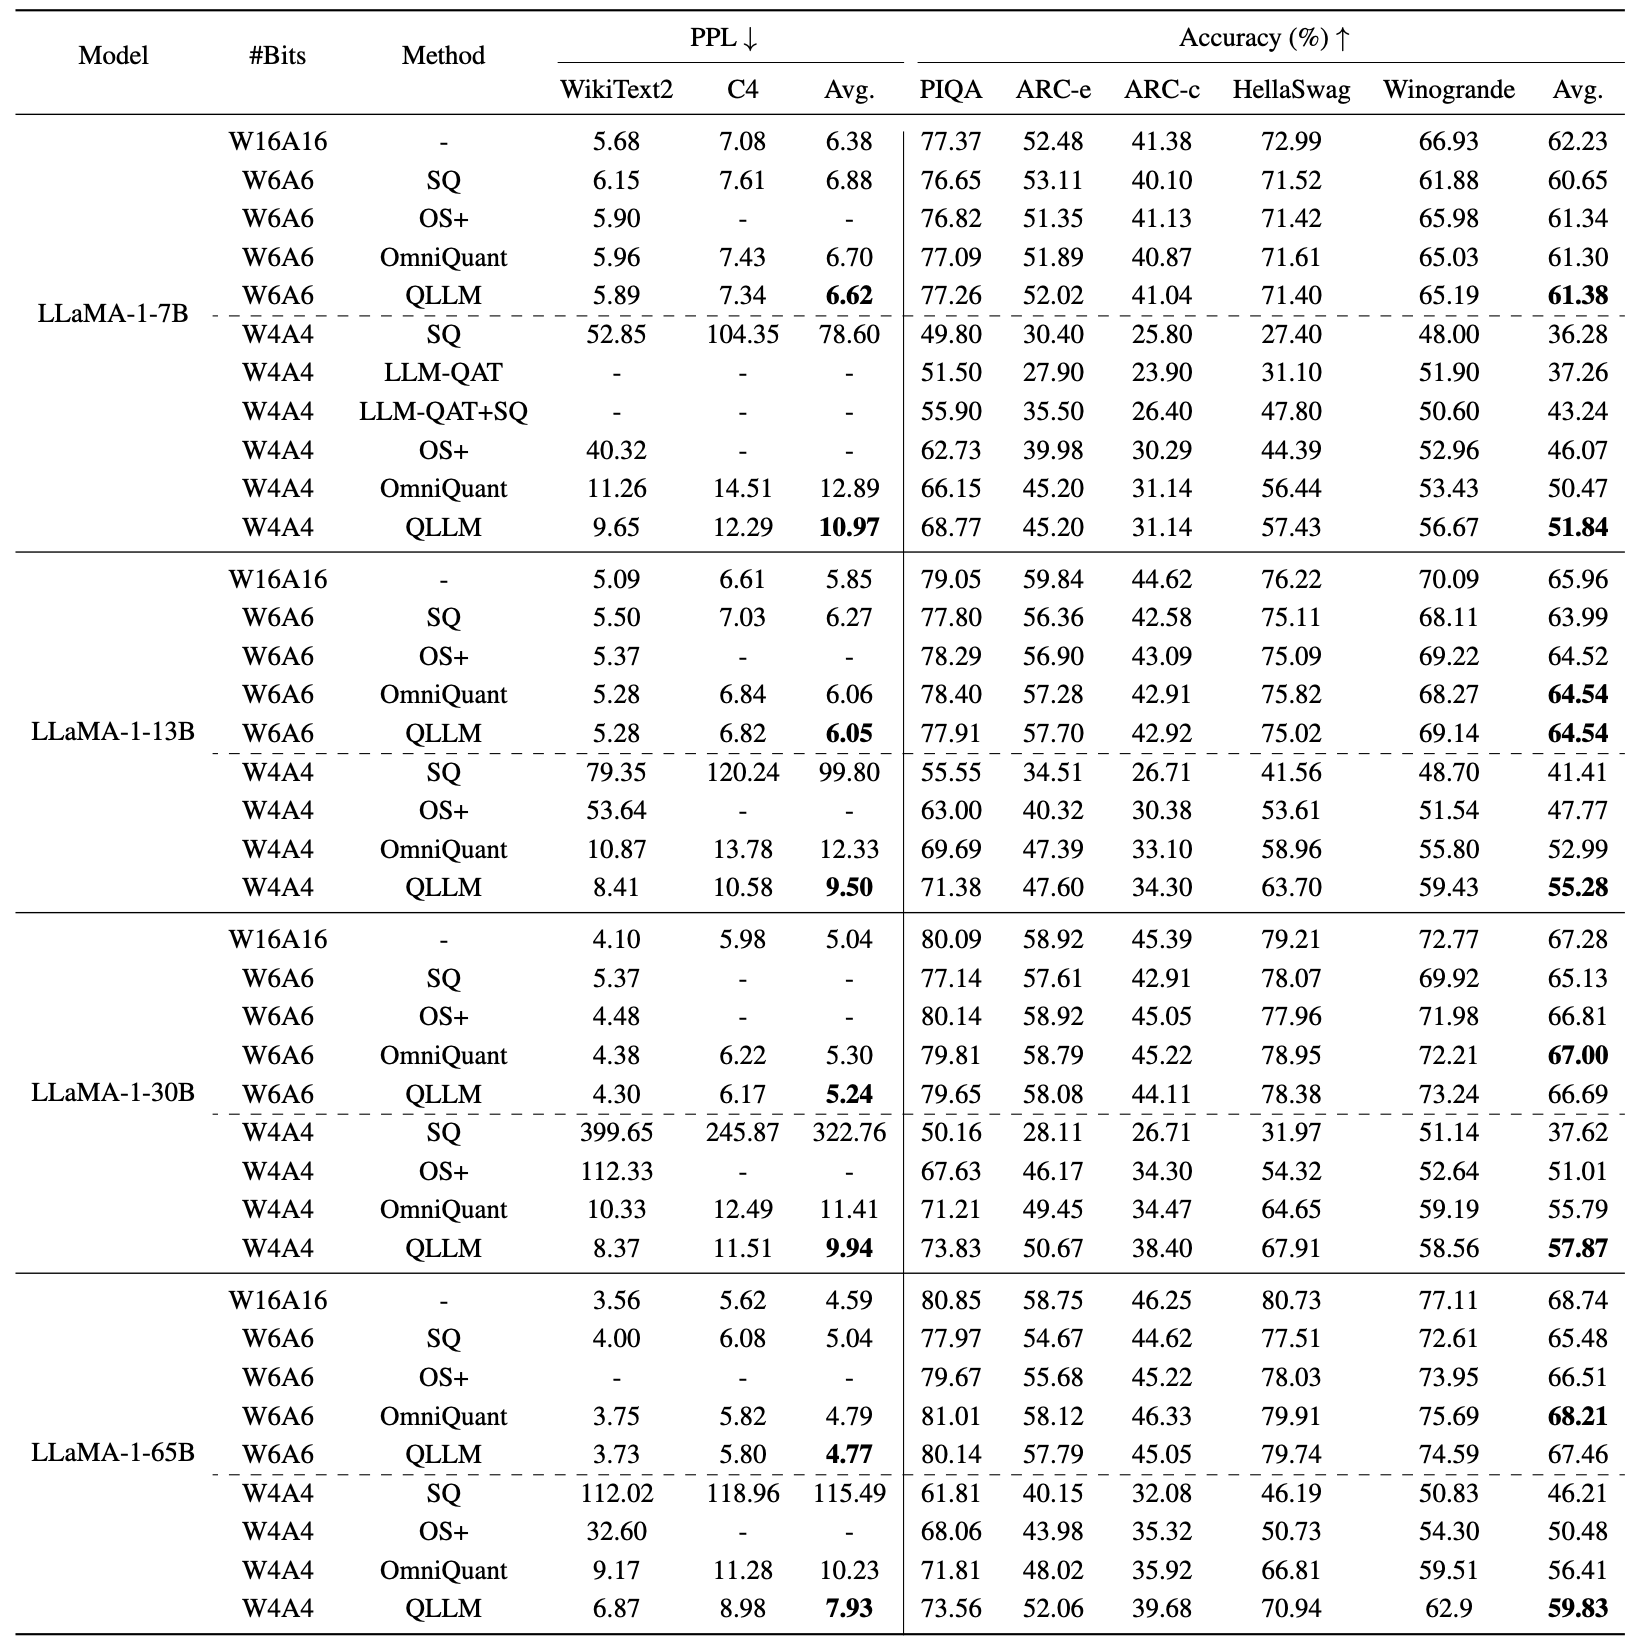 Model #Bits Method PPL ↓ Accuracy (%) ↑
WikiText2 C4 Avg. PIQA ARC-e ARC-c HellaSwag Winogrande Avg.
W16A16 - 5.68 7.08 6.38 77.37 52.48 41.38 72.99 66.93 62.23
W6A6 SQ 6.15 7.61 6.88 76.65 53.11 40.10 71.52 61.88 60.65
W6A6 OS+ 5.90 - - 76.82 51.35 41.13 71.42 65.98 61.34
W6A6 OmniQuant 5.96 7.43 6.70 77.09 51.89 40.87 71.61 65.03 61.30
W6A6 QLLM 5.89 7.34 6.62 77.26 52.02 41.04 71.40 65.19 61.38
LLaMA-1-7B
W4A4 SQ 52.85 104.35 78.60 49.80 30.40 25.80 27.40 48.00 36.28
W4A4 LLM-QAT - - - 51.50 27.90 23.90 31.10 51.90 37.26
W4A4 LLM-QAT+SQ - - - 55.90 35.50 26.40 47.80 50.60 43.24
W4A4 OS+ 40.32 - - 62.73 39.98 30.29 44.39 52.96 46.07
W4A4 OmniQuant 11.26 14.51 12.89 66.15 45.20 31.14 56.44 53.43 50.47
W4A4 QLLM 9.65 12.29 10.97 68.77 45.20 31.14 57.43 56.67 51.84
W16A16 - 5.09 6.61 5.85 79.05 59.84 44.62 76.22 70.09 65.96
W6A6 SQ 5.50 7.03 6.27 77.80 56.36 42.58 75.11 68.11 63.99
W6A6 OS+ 5.37 - - 78.29 56.90 43.09 75.09 69.22 64.52
W6A6 OmniQuant 5.28 6.84 6.06 78.40 57.28 42.91 75.82 68.27 64.54
LLaMA-1-13B W6A6 QLLM 5.28 6.82 6.05 77.91 57.70 42.92 75.02 69.14 64.54
W4A4 SQ 79.35 120.24 99.80 55.55 34.51 26.71 41.56 48.70 41.41
W4A4 OS+ 53.64 - - 63.00 40.32 30.38 53.61 51.54 47.77
W4A4 OmniQuant 10.87 13.78 12.33 69.69 47.39 33.10 58.96 55.80 52.99
W4A4 QLLM 8.41 10.58 9.50 71.38 47.60 34.30 63.70 59.43 55.28
W16A16 - 4.10 5.98 5.04 80.09 58.92 45.39 79.21 72.77 67.28
W6A6 SQ 5.37 - - 77.14 57.61 42.91 78.07 69.92 65.13
W6A6 OS+ 4.48 - - 80.14 58.92 45.05 77.96 71.98 66.81
W6A6 OmniQuant 4.38 6.22 5.30 79.81 58.79 45.22 78.95 72.21 67.00
LLaMA-1-30B W6A6 QLLM 4.30 6.17 5.24 79.65 58.08 44.11 78.38 73.24 66.69
W4A4 SQ 399.65 245.87 322.76 50.16 28.11 26.71 31.97 51.14 37.62
W4A4 OS+ 112.33 - - 67.63 46.17 34.30 54.32 52.64 51.01
W4A4 OmniQuant 10.33 12.49 11.41 71.21 49.45 34.47 64.65 59.19 55.79
W4A4 QLLM 8.37 11.51 9.94 73.83 50.67 38.40 67.91 58.56 57.87
W16A16 - 3.56 5.62 4.59 80.85 58.75 46.25 80.73 77.11 68.74
W6A6 SQ 4.00 6.08 5.04 77.97 54.67 44.62 77.51 72.61 65.48
W6A6 OS+ - - - 79.67 55.68 45.22 78.03 73.95 66.51
W6A6 OmniQuant 3.75 5.82 4.79 81.01 58.12 46.33 79.91 75.69 68.21
LLaMA-1-65B W6A6 QLLM 3.73 5.80 4.77 80.14 57.79 45.05 79.74 74.59 67.46
W4A4 SQ 112.02 118.96 115.49 61.81 40.15 32.08 46.19 50.83 46.21
W4A4 OS+ 32.60 - - 68.06 43.98 35.32 50.73 54.30 50.48
W4A4 OmniQuant 9.17 11.28 10.23 71.81 48.02 35.92 66.81 59.51 56.41
W4A4 QLLM 6.87 8.98 7.93 73.56 52.06 39.68 70.94 62.9 59.83